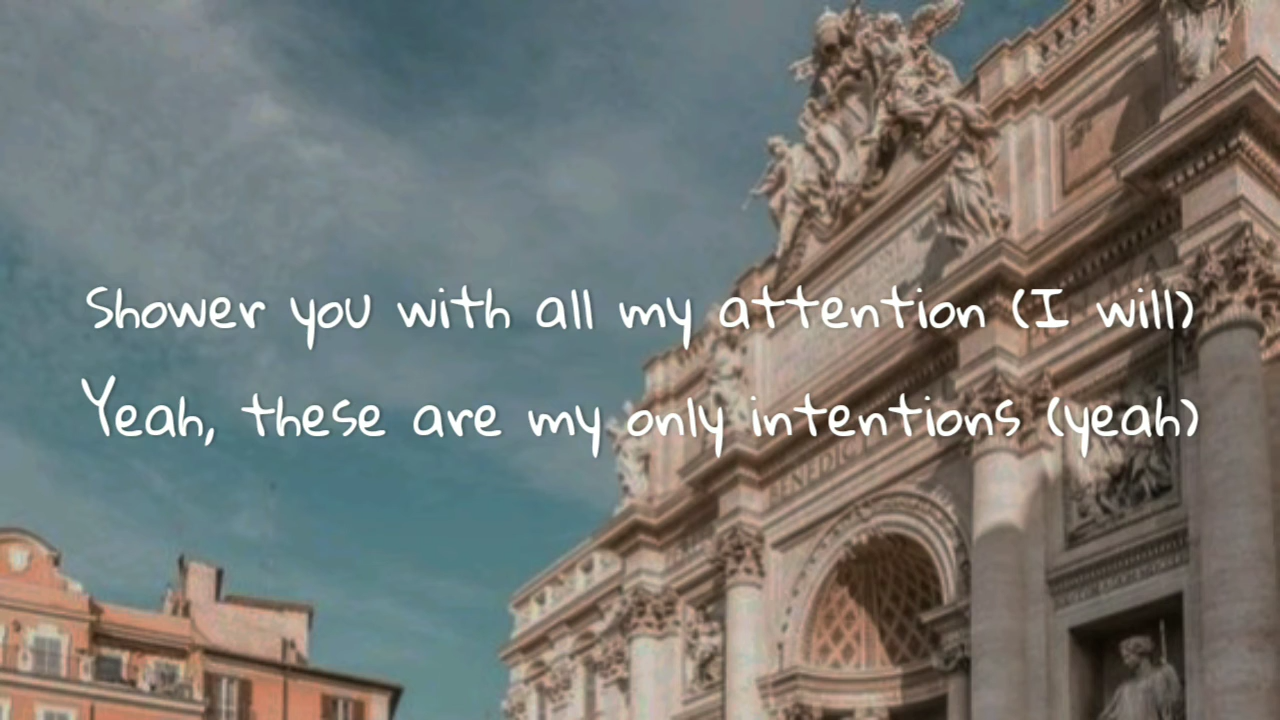 Shower you with all my attention (I will)
Yeah, these are my only intentions (yeah)